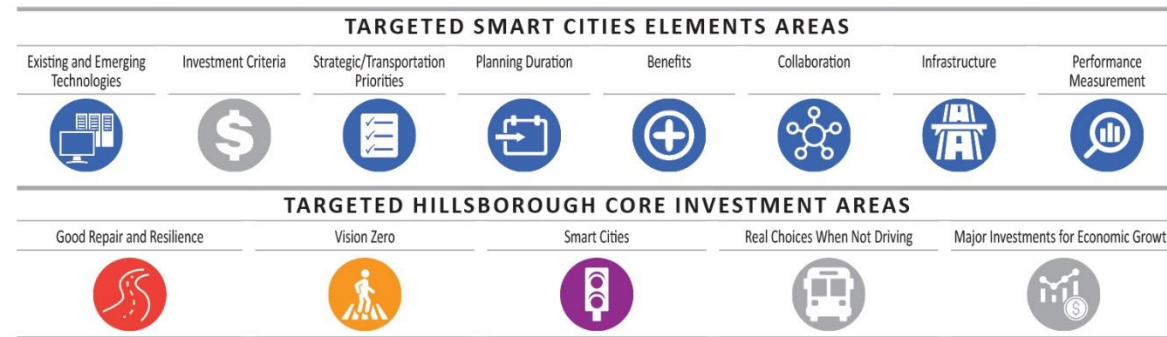 TARGETED SMART CITIES ELEMENTS AREAS
Existing and Emerging
Technologies
Investment Criteria
Strategic/Transportation
Priorities
Planning Duration
Benefits
Collaboration
Infrastructure
Performance
Measurement
TARGETED HILLSBOROUGH CORE INVESTMENT AREAS
Good Repair and Resilience
Vision Zero
Smart Cities
Real Choices When Not Driving
Major Investments for Economic Growt